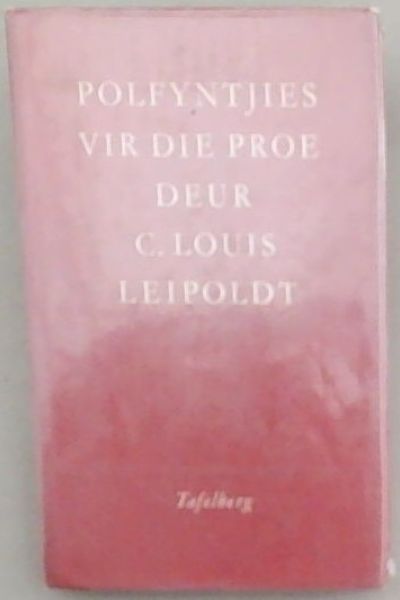 POLFYNTJIES
VIR DIE PROE
DEUR
C. LOUIS
LEIPOLDT
Tafelberg